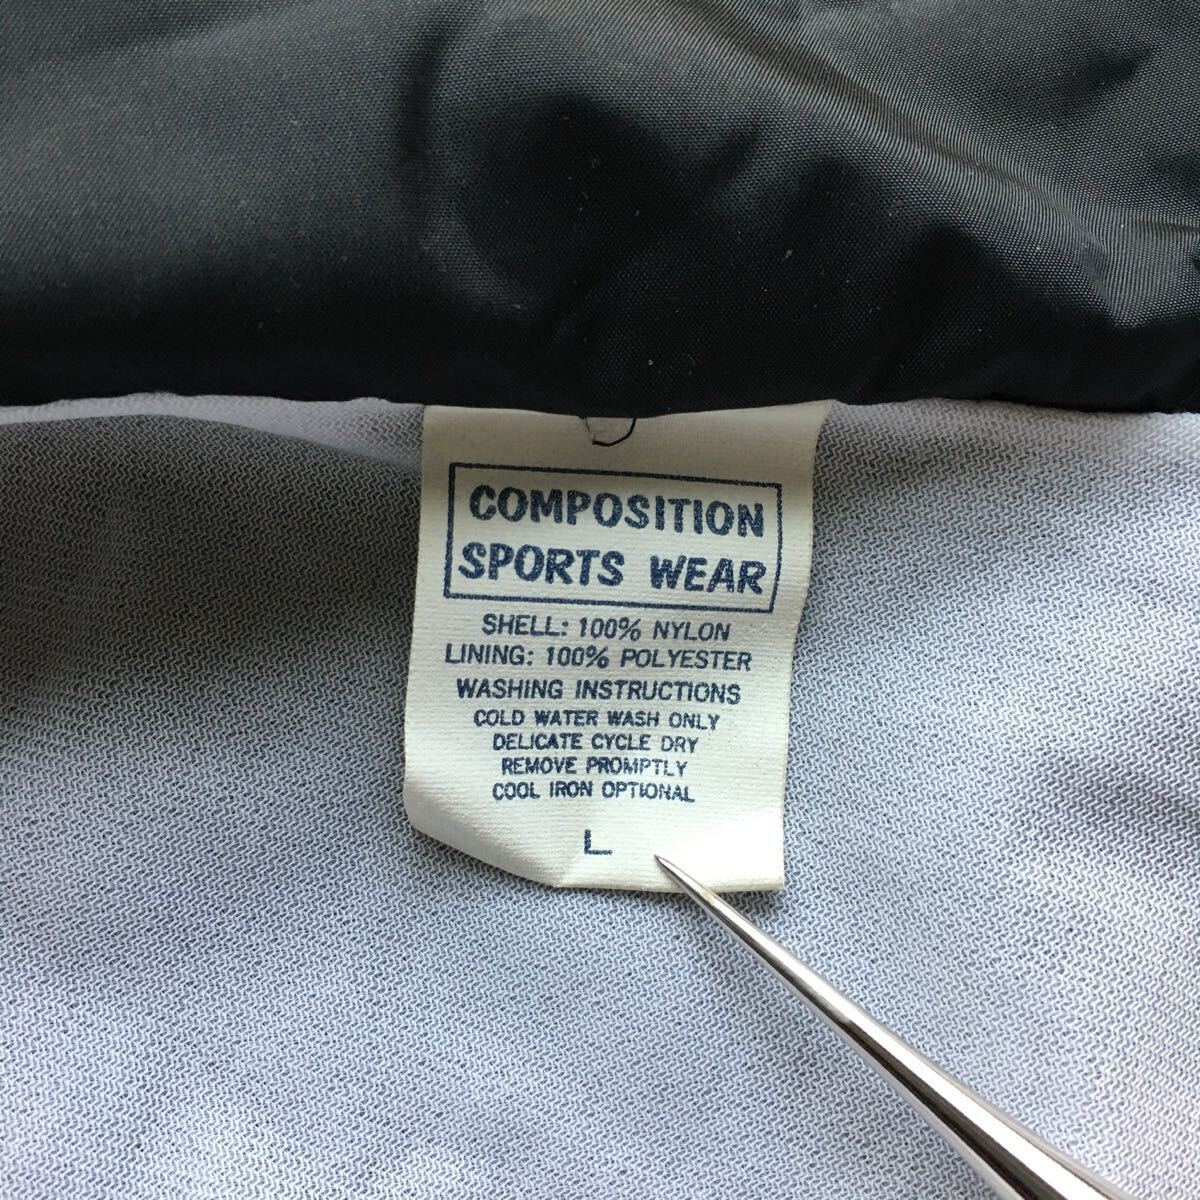 COMPOSITION
SPORTS WEAR
SHELL: 100% NYLON
LINING: 100% POLYESTER
WASHING INSTRUCTIONS
COLD WATER WASH ONLY
DELICATE CYCLE DRY
REMOVE PROMPTLY
COOL IRON OPTIONAL
L